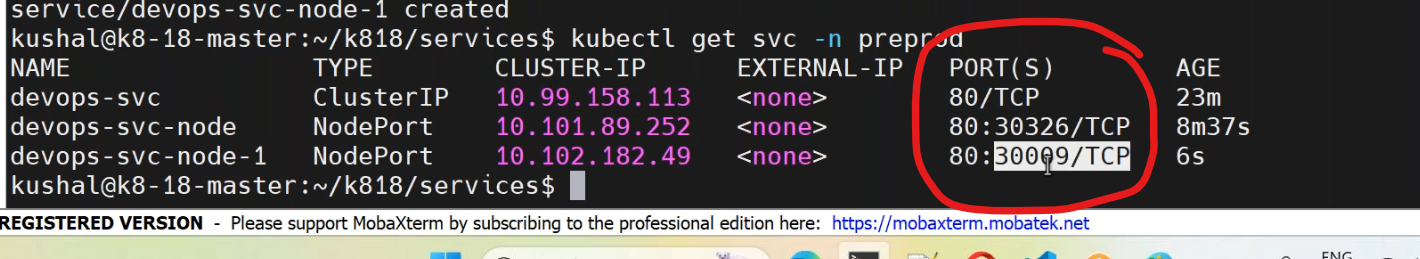 service/devops-svc-node-1 created
kushal@k8-18-master:~/k818/services$ kubectl get svc -n preprod
NAME TYPE CLUSTER-IP EXTERNAL-IP PORT(S) AGE
devops-svc ClusterIP 10.99.158.113 <none> 80/TCP 23m
devops-svc-node NodePort 10.101.89.252 <none> 80:30326/TCP 8m37s
devops-svc-node-1 NodePort 10.102.182.49 <none> 80:30009/TCP 6s
kushal@k8-18-master:~/k818/services$
REGISTERED VERSION - Please support MobaXterm by subscribing to the professional edition here: https://mobaxterm.mobatek.net
ENG